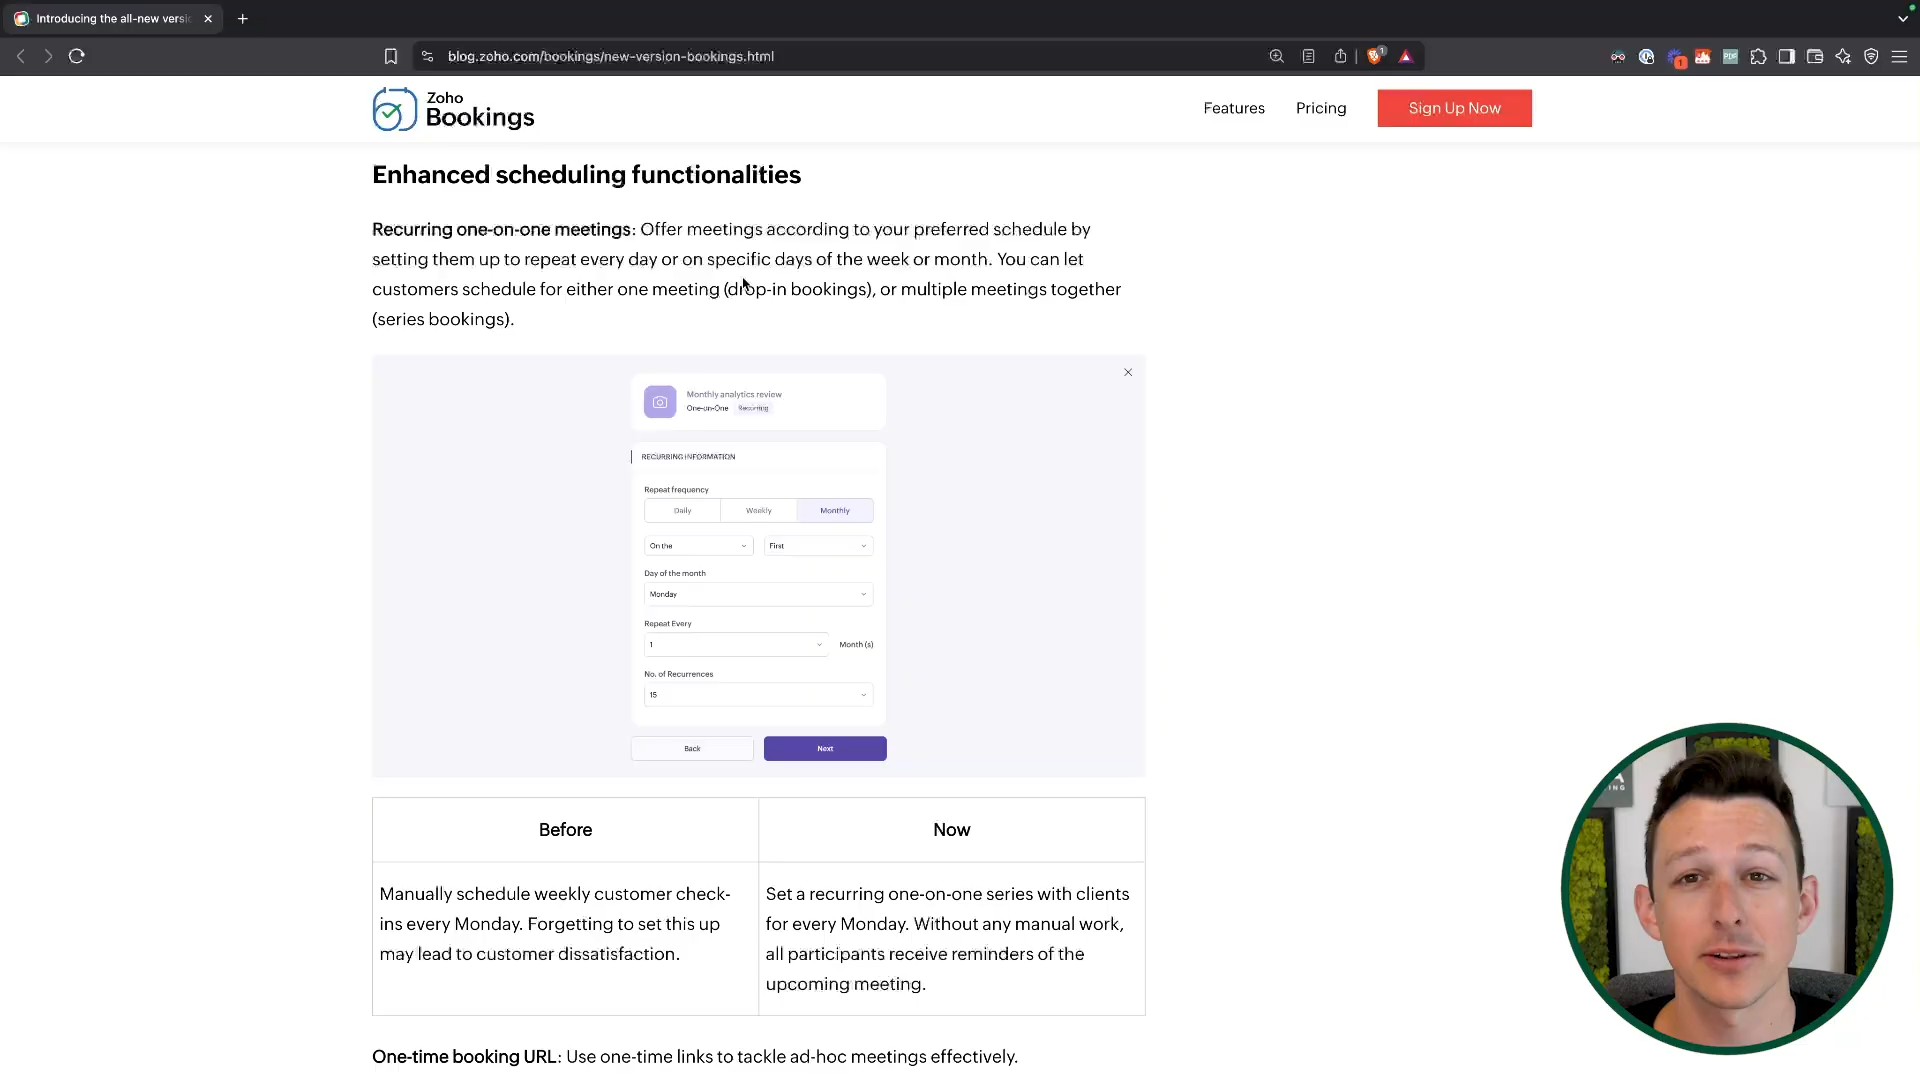 Introducing the all-new versi
blog.zoho.com/bookings/new-version-bookings.html
1
1
PDF
Zoho
Bookings
Features
Pricing
Sign Up Now
Enhanced scheduling functionalities
Recurring one-on-one meetings: Offer meetings according to your preferred schedule by
setting them up to repeat every day or on specific days of the week or month. You can let
customers schedule for either one meeting (drop-in bookings), or multiple meetings together
(series bookings).
Monthly analytics review
One-on-One Recurring
RECURRING INFORMATION
Repeat frequency
Daily
Weekly
Monthly
On the
First
Day of the month
Monday
Repeat Every
1
Month (s)
No. of Recurrences
15
Back
Next
Before
Now
Manually schedule weekly customer check-
ins every Monday. Forgetting to set this up
may lead to customer dissatisfaction.
Set a recurring one-on-one series with clients
for every Monday. Without any manual work,
all participants receive reminders of the
upcoming meeting.
One-time booking URL: Use one-time links to tackle ad-hoc meetings effectively.